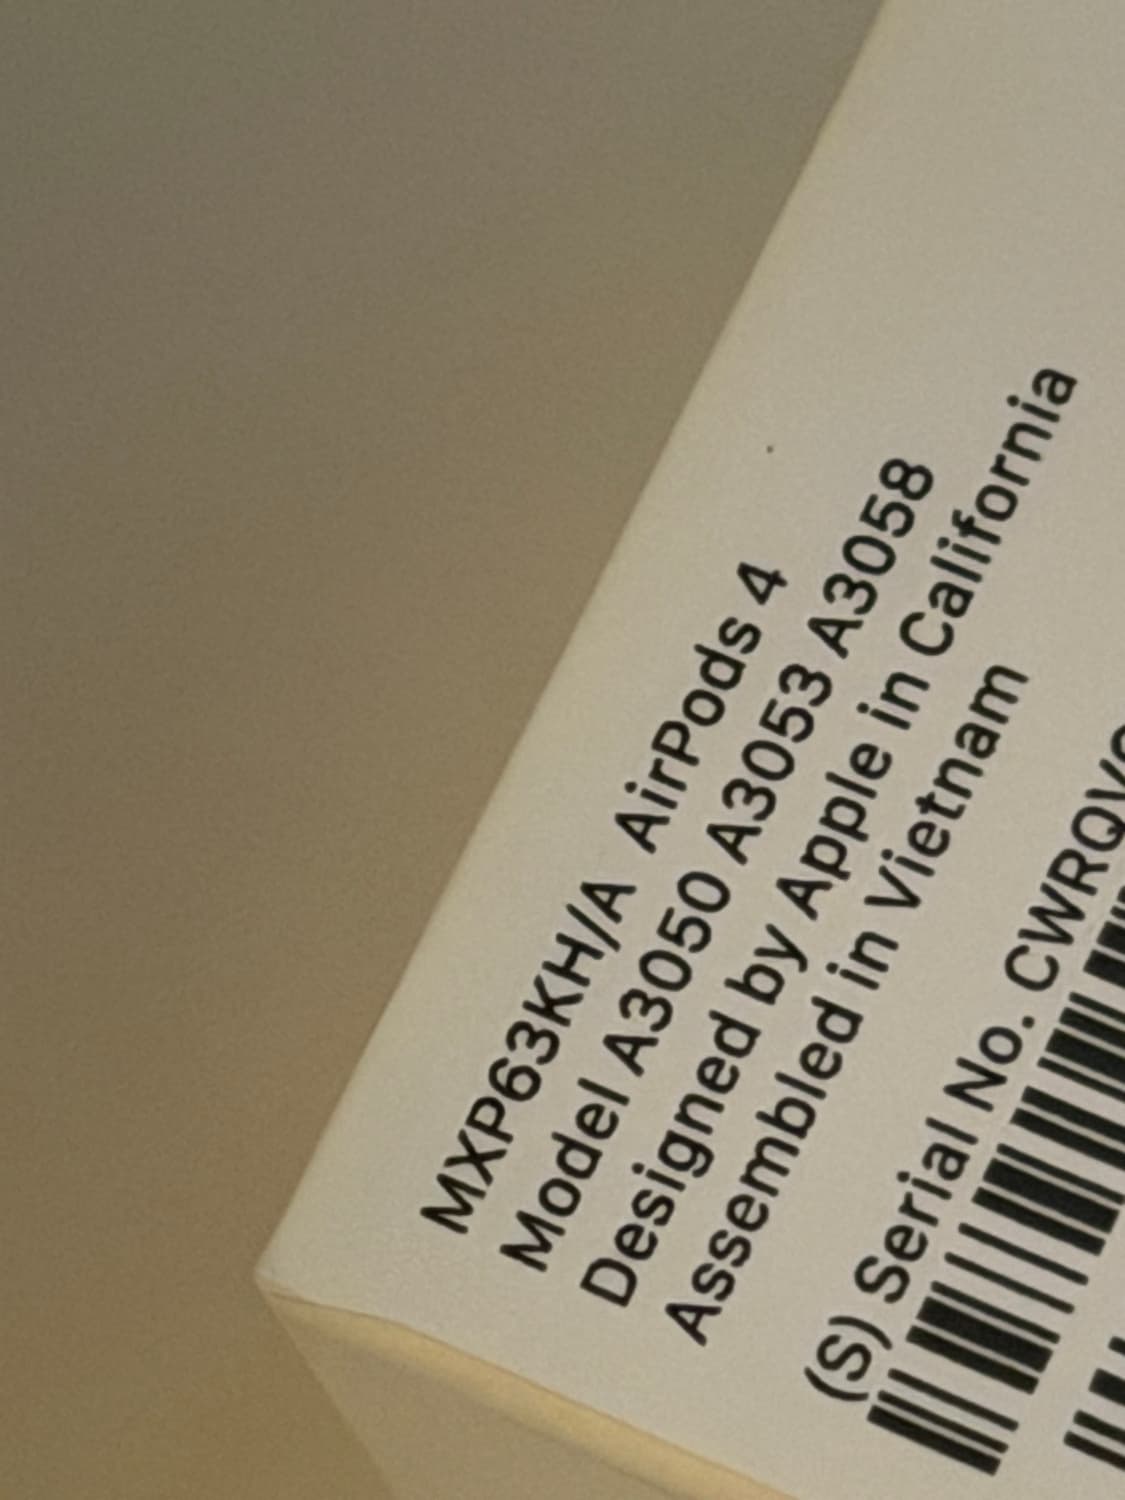 MXP63KH/A AirPods 4
Model A3050 A3053 A3058
Designed by Apple in California
Assembled in Vietnam
(S) Serial No.